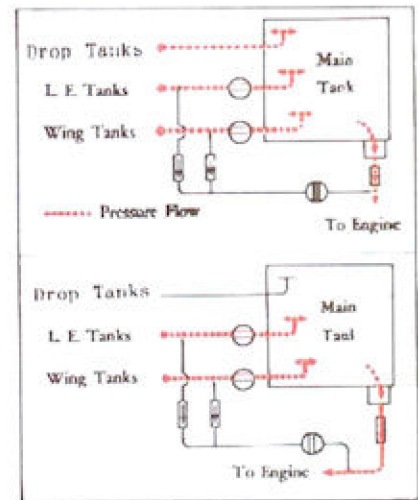 Drop Tanks
L. E. Tanks
Wing Tanks
Main
Tank
Pressure Flow
To Engine
Drop Tanks
L. E. Tanks
Wing Tanks
Main
Tank
To Engine